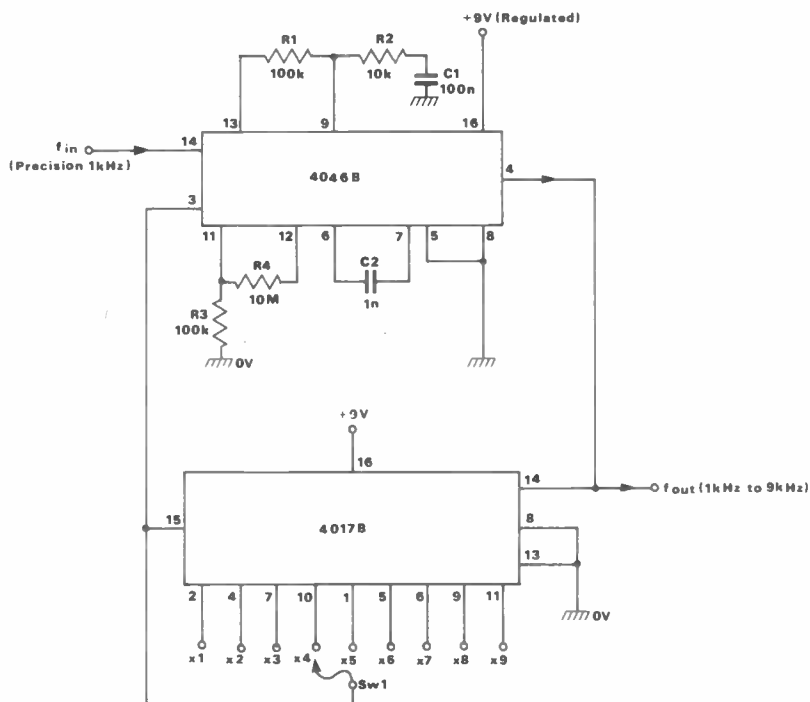 +9V (Regulated)
R1
100k
R2
10k
C1
100n
13
9
16
14
fin
(Precision 1kHz)
4046B
4
3
11
12
6
7
5
8
R4
10M
C2
1n
R3
100k
0V
+9V
16
14
fout (1kHz to 9kHz)
15
4017B
8
13
2
4
7
10
1
5
6
9
11
0V
x1
x2
x3
x4
x5
x6
x7
x8
x9
Sw1